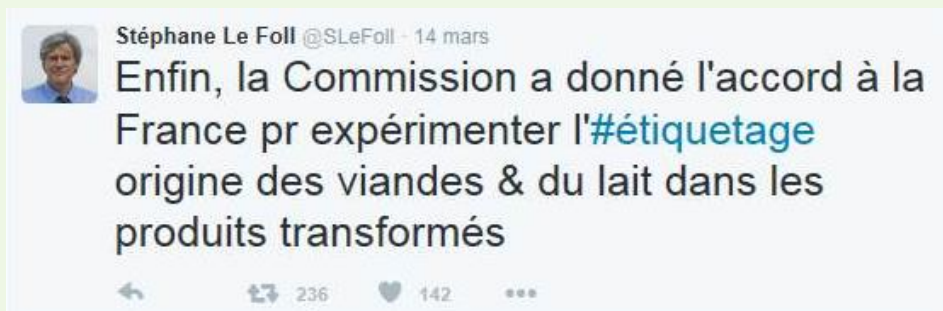 Stéphane Le Foll @SLeFoll · 14 mars
Enfin, la Commission a donné l'accord à la
France pr expérimenter l'#étiquetage
origine des viandes & du lait dans les
produits transformés
236 142